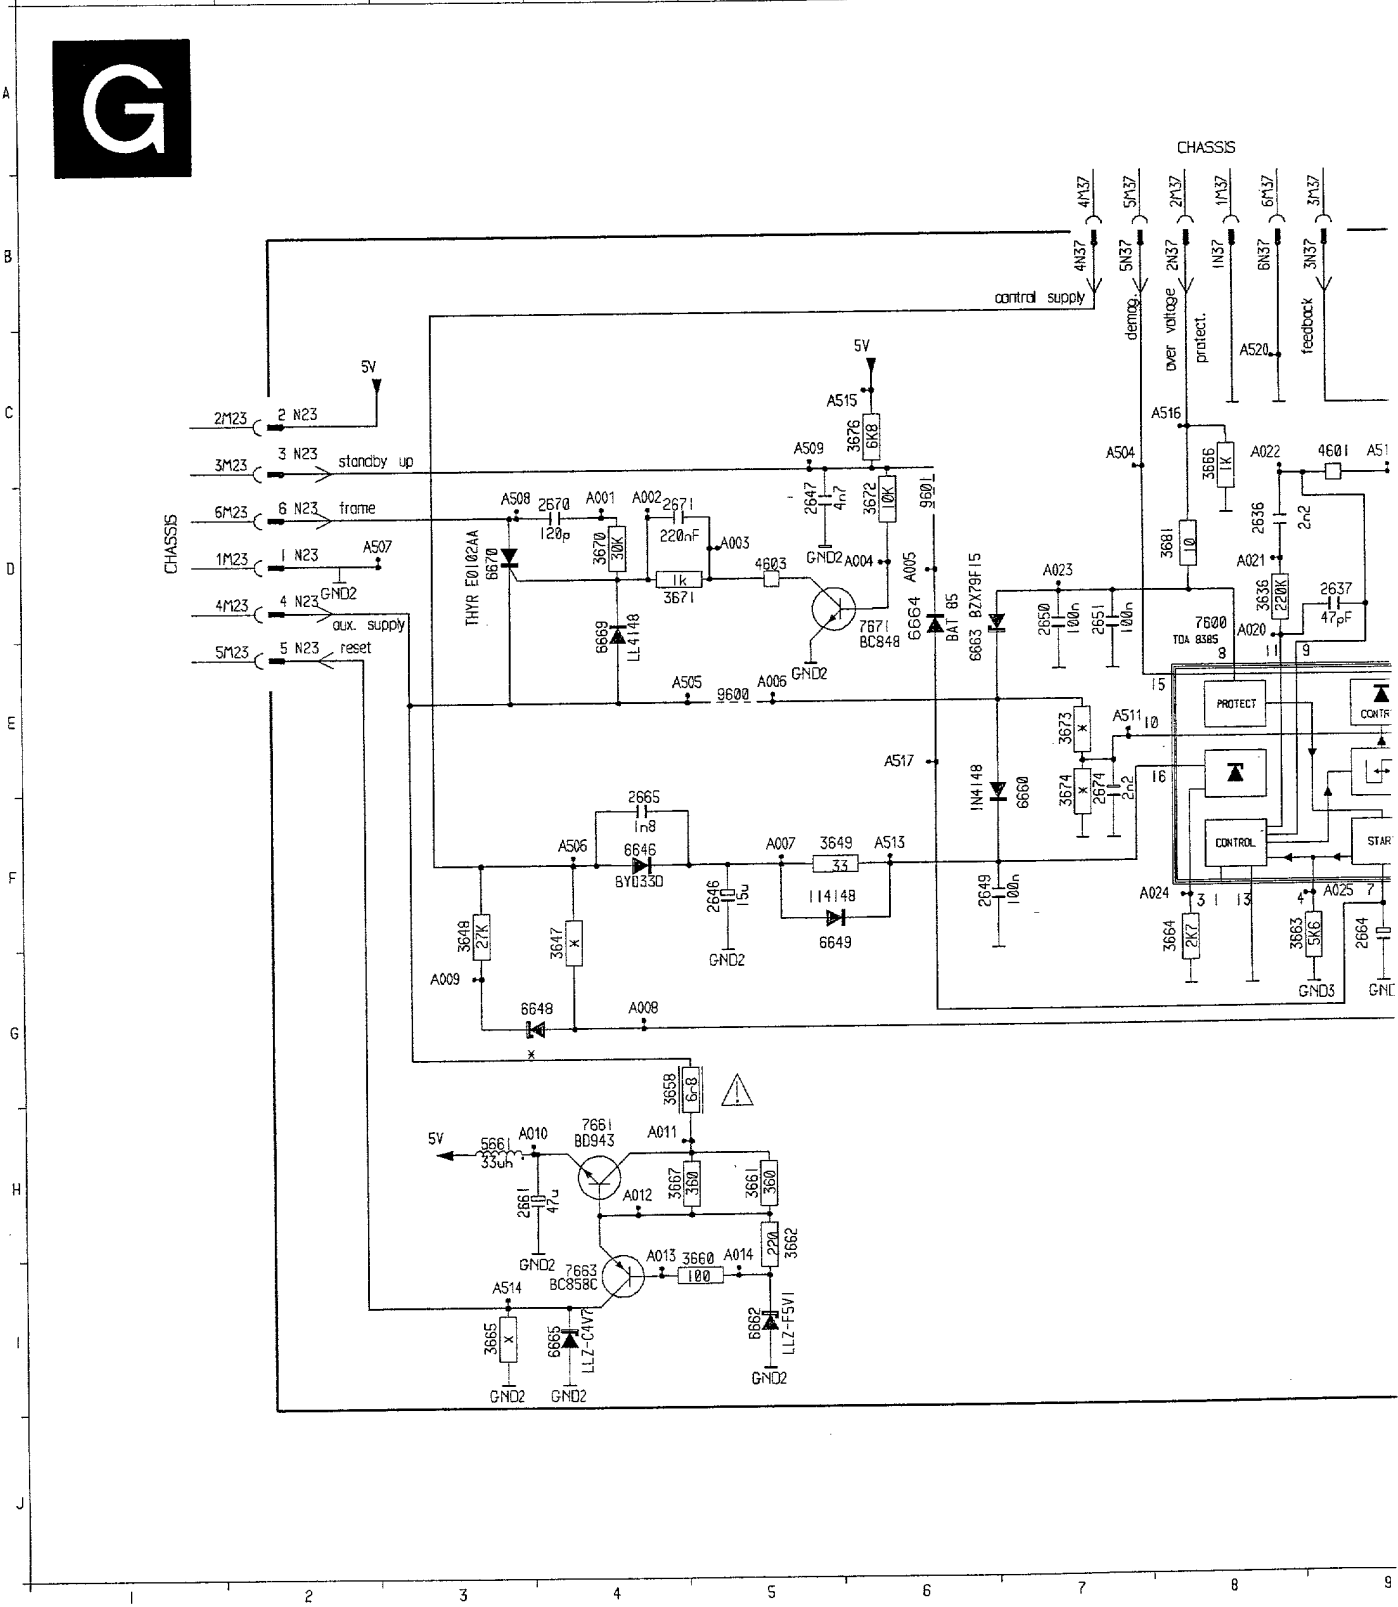 G
A
B
C
D
E
F
G
H
I
J
CHASSIS
4M37
5M37
2M37
1M37
6M37
3M37
4N37
5N37
2N37
1N37
6N37
3N37
control supply
demag.
over voltage
protect.
feedback
A520
5V
5V
A515
3676
6K8
A516
A504
3666
1K
A022
4601
A51
2M23
2 N23
3M23
3 N23
standby up
A509
2647
4n7
3672
10K
9601
CHASSIS
6M23
6 N23
frame
A508
2670
120p
A001
A002
2671
220nF
A003
3670
30K
THYR EO102AA
6670
GND2
A004
A005
2636
2n2
3681
10
1M23
1 N23
A507
GND2
4603
1k
3671
6664
BAT 85
6663 BZX79F15
A023
A021
3636
220K
2637
47pF
4M23
4 N23
aux. supply
6669
LL4148
7671
BC848
GND2
2650
100n
2651
100n
7600
TDA 8385
A020
8
11
9
5M23
5 N23
reset
A505
9600
A006
15
PROTECT
3673
*
A511
10
A517
1N4148
6660
3674
*
2674
2n2
16
2665
1n8
A506
6646
BYD33D
A007
3649
33
A513
CONTROL
STAR
2646
15u
GND2
114148
6649
2649
100n
A024
3
1
13
4
A025
7
3648
27K
3647
*
3664
2K7
3663
5K6
2664
A009
GND3
6648
*
A008
3658
6r8
5V
5661
33uh
A010
7661
BD943
A011
3667
360
3661
360
2661
47u
A012
GND2
7663
BC858C
A013
3660
100
A014
220
3662
A514
3665
x
6665
LLZ-C4V7
6662
LLZ-F5V1
GND2
GND2
GND2
1
2
3
4
5
6
7
8
9